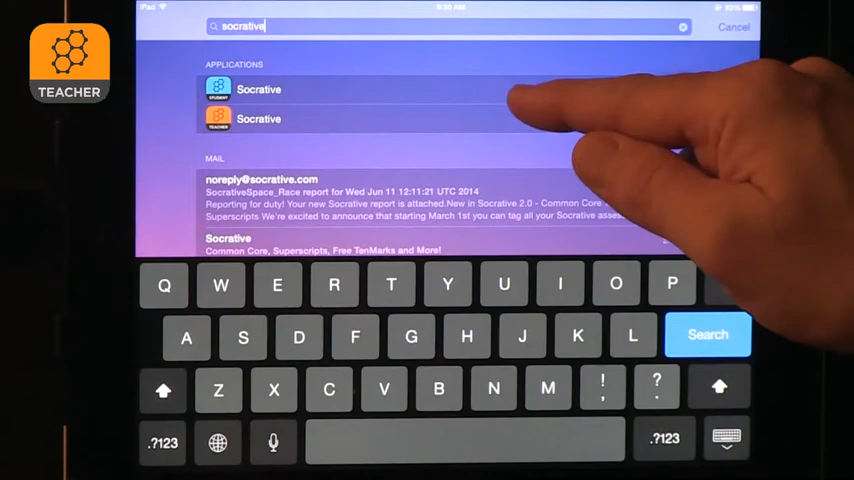 iPad
8:50 AM
83%
socrative
Cancel
TEACHER
APPLICATIONS
Socrative
STUDENT
Socrative
TEACHER
MAIL
noreply@socrative.com
SocrativeSpace_Race report for Wed Jun 11 12:11:21 UTC 2014
Reporting for duty! Your new Socrative report is attached.New in Socrative 2.0 - Common Core
Superscripts We're excited to announce that starting March 1st you can tag all your Socrative
Socrative
Common Core, Superscripts, Free TenMarks and More!
Q W E R T Y U I O P
A S D F G H J K L Search
Z X C V B N M ! , ? .
.?123 .?123